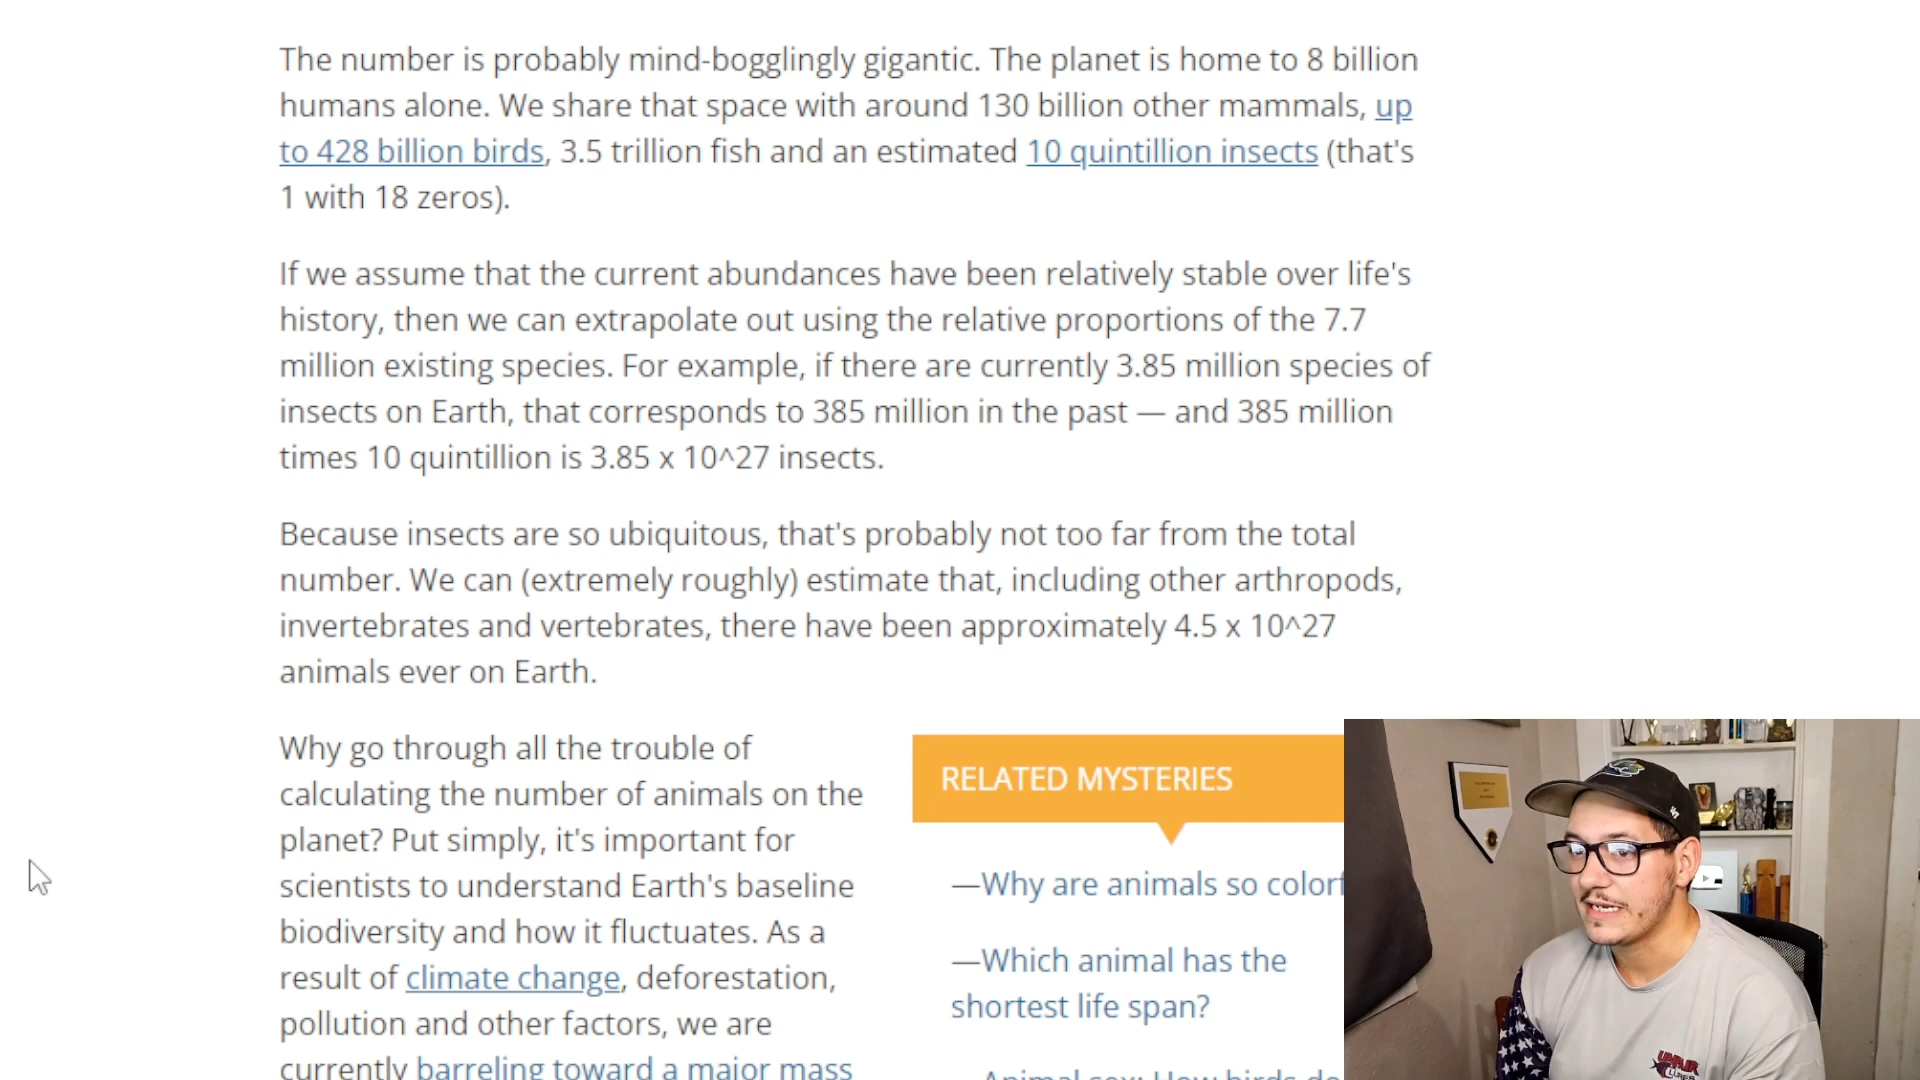 The number is probably mind-bogglingly gigantic. The planet is home to 8 billion
humans alone. We share that space with around 130 billion other mammals, up
to 428 billion birds, 3.5 trillion fish and an estimated 10 quintillion insects (that's
1 with 18 zeros).
If we assume that the current abundances have been relatively stable over life's
history, then we can extrapolate out using the relative proportions of the 7.7
million existing species. For example, if there are currently 3.85 million species of
insects on Earth, that corresponds to 385 million in the past — and 385 million
times 10 quintillion is 3.85 x 10^27 insects.
Because insects are so ubiquitous, that's probably not too far from the total
number. We can (extremely roughly) estimate that, including other arthropods,
invertebrates and vertebrates, there have been approximately 4.5 x 10^27
animals ever on Earth.
Why go through all the trouble of
calculating the number of animals on the
planet? Put simply, it's important for
scientists to understand Earth's baseline
biodiversity and how it fluctuates. As a
result of climate change, deforestation,
pollution and other factors, we are
currently barreling toward a major mass
RELATED MYSTERIES
—Why are animals so colorf
—Which animal has the
shortest life span?
Animal sex: How birds do